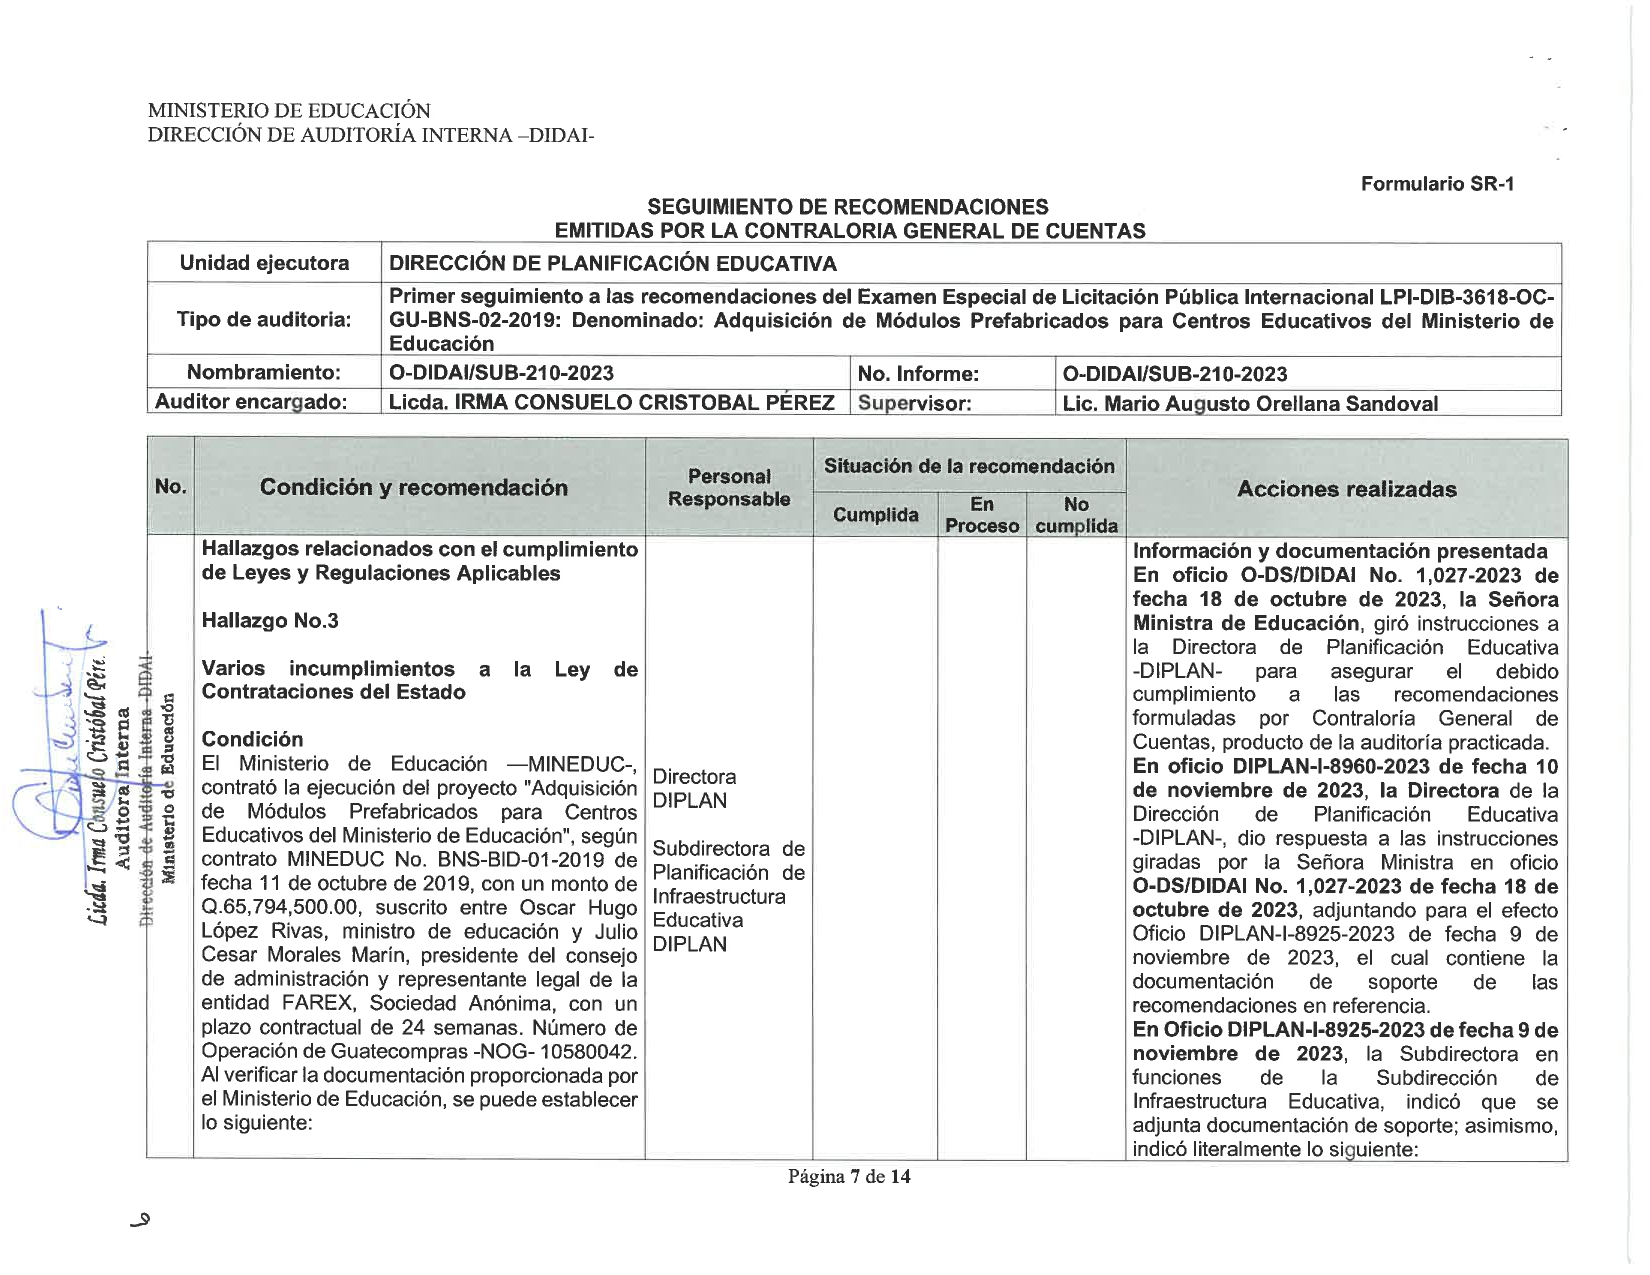 MINISTERIO DE EDUCACIÓN
DIRECCIÓN DE AUDITORÍA INTERNA –DIDAI-
Formulario SR-1
SEGUIMIENTO DE RECOMENDACIONES
EMITIDAS POR LA CONTRALORIA GENERAL DE CUENTAS
Unidad ejecutora
DIRECCIÓN DE PLANIFICACIÓN EDUCATIVA
Tipo de auditoria:
Primer seguimiento a las recomendaciones del Examen Especial de Licitación Pública Internacional LPI-DIB-3618-OC-
GU-BNS-02-2019: Denominado: Adquisición de Módulos Prefabricados para Centros Educativos del Ministerio de
Educación
Nombramiento:
O-DIDAI/SUB-210-2023
No. Informe:
O-DIDAI/SUB-210-2023
Auditor encargado:
Licda. IRMA CONSUELO CRISTOBAL PÉREZ
Supervisor:
Lic. Mario Augusto Orellana Sandoval
No.
Condición y recomendación
Personal
Responsable
Situación de la recomendación
Cumplida
En
Proceso
No
cumplida
Acciones realizadas
Hallazgos relacionados con el cumplimiento
de Leyes y Regulaciones Aplicables
Hallazgo No.3
Varios incumplimientos a la Ley de
Contrataciones del Estado
Condición
El Ministerio de Educación —MINEDUC-,
contrató la ejecución del proyecto "Adquisición
de Módulos Prefabricados para Centros
Educativos del Ministerio de Educación", según
contrato MINEDUC No. BNS-BID-01-2019 de
fecha 11 de octubre de 2019, con un monto de
Q.65,794,500.00, suscrito entre Oscar Hugo
López Rivas, ministro de educación y Julio
Cesar Morales Marín, presidente del consejo
de administración y representante legal de la
entidad FAREX, Sociedad Anónima, con un
plazo contractual de 24 semanas. Número de
Operación de Guatecompras -NOG- 10580042.
Al verificar la documentación proporcionada por
el Ministerio de Educación, se puede establecer
lo siguiente:
Directora
DIPLAN
Subdirectora de
Planificación de
Infraestructura
Educativa
DIPLAN
Información y documentación presentada
En oficio O-DS/DIDAI No. 1,027-2023 de
fecha 18 de octubre de 2023, la Señora
Ministra de Educación, giró instrucciones a
la Directora de Planificación Educativa
-DIPLAN- para asegurar el debido
cumplimiento a las recomendaciones
formuladas por Contraloría General de
Cuentas, producto de la auditoría practicada.
En oficio DIPLAN-I-8960-2023 de fecha 10
de noviembre de 2023, la Directora de la
Dirección de Planificación Educativa
-DIPLAN-, dio respuesta a las instrucciones
giradas por la Señora Ministra en oficio
O-DS/DIDAI No. 1,027-2023 de fecha 18 de
octubre de 2023, adjuntando para el efecto
Oficio DIPLAN-I-8925-2023 de fecha 9 de
noviembre de 2023, el cual contiene la
documentación de soporte de las
recomendaciones en referencia.
En Oficio DIPLAN-I-8925-2023 de fecha 9 de
noviembre de 2023, la Subdirectora en
funciones de la Subdirección de
Infraestructura Educativa, indicó que se
adjunta documentación de soporte; asimismo,
indicó literalmente lo siguiente:
Licda. Irma Consuelo Cristóbal Pére.
Auditora Interna
Dirección de Auditoría Interna -DIDAI-
Ministerio de Educación
Página 7 de 14